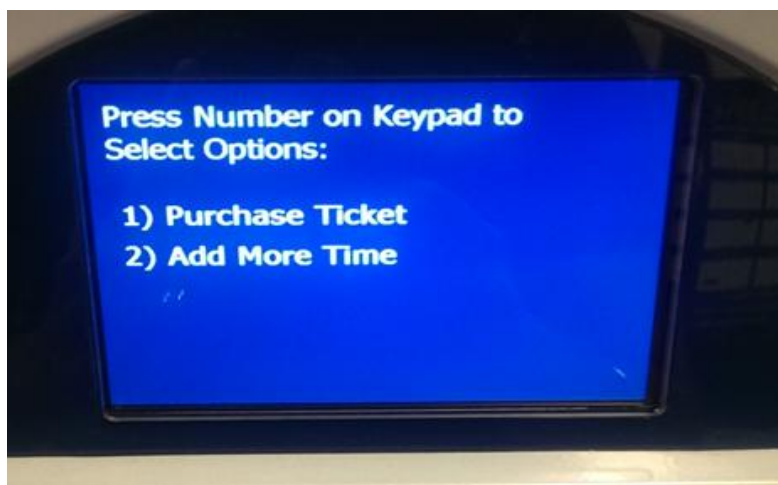 Press Number on Keypad to
Select Options:
1) Purchase Ticket
2) Add More Time